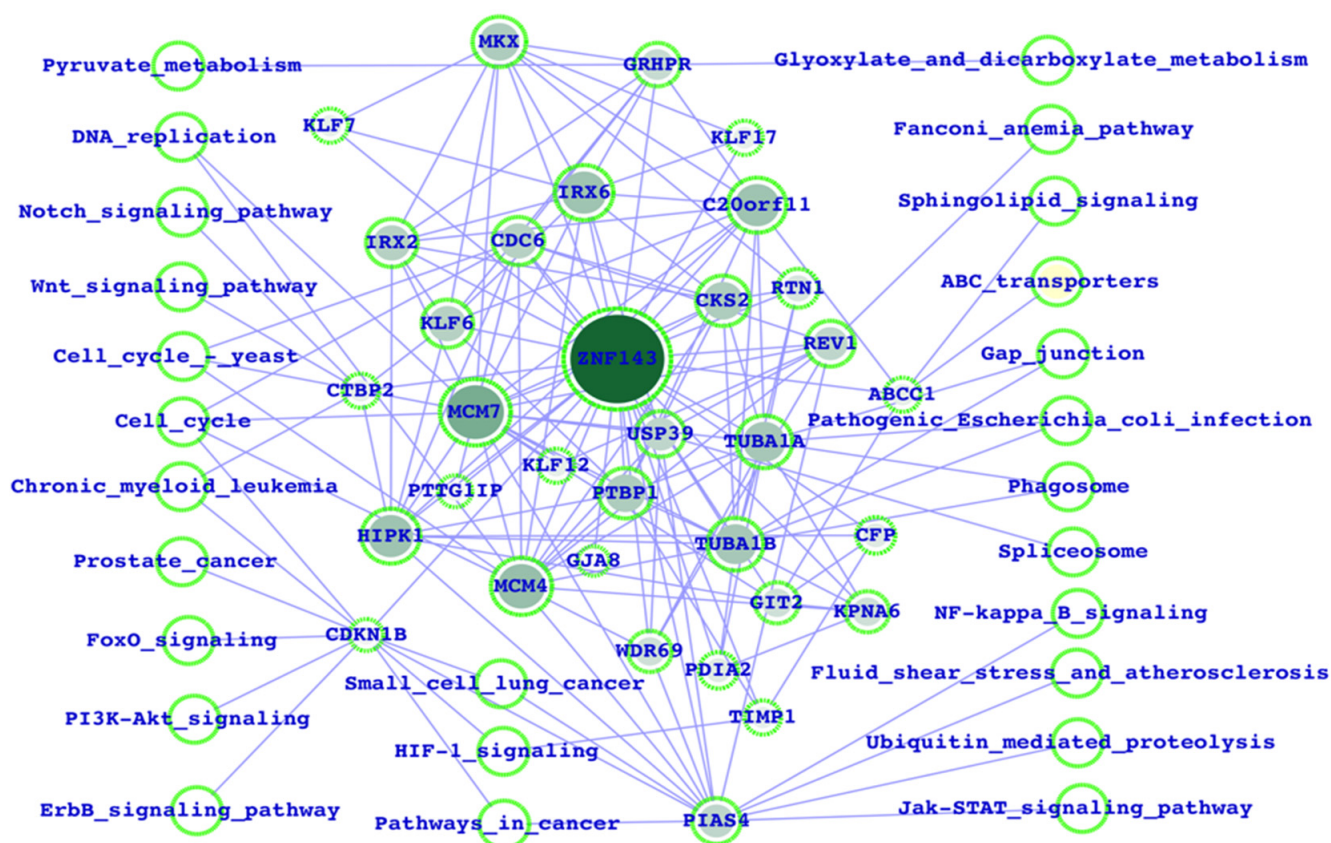 MKX
Pyruvate_metabolism
GRHPR
Glyoxylate_and_dicarboxylate_metabolism
DNA_replication
KLF7
KLF17
Fanconi_anemia_pathway
Notch_signaling_pathway
IRX6
C20orf11
Sphingolipid_signaling
IRX2
CDC6
Wnt_signaling_pathway
CKS2
RTN1
ABC_transporters
KLF6
Cell_cycle_-_yeast
ZNF143
REV1
Gap_junction
CTBP2
ABCC1
Cell_cycle
MCM7
USP39
TUBA1A
Pathogenic_Escherichia_coli_infection
Chronic_myeloid_leukemia
PTTG1IP
KLF12
PTBP1
Phagosome
Prostate_cancer
HIPK1
GJA8
TUBA1B
CFP
Spliceosome
MCM4
GIT2
KPNA6
NF-kappa_B_signaling
FoxO_signaling
CDKN1B
WDR69
PDIA2
Fluid_shear_stress_and_atherosclerosis
Small_cell_lung_cancer
PI3K-Akt_signaling
TIMP1
HIF-1_signaling
Ubiquitin_mediated_proteolysis
ErbB_signaling_pathway
Pathways_in_cancer
PIAS4
Jak-STAT_signaling_pathway